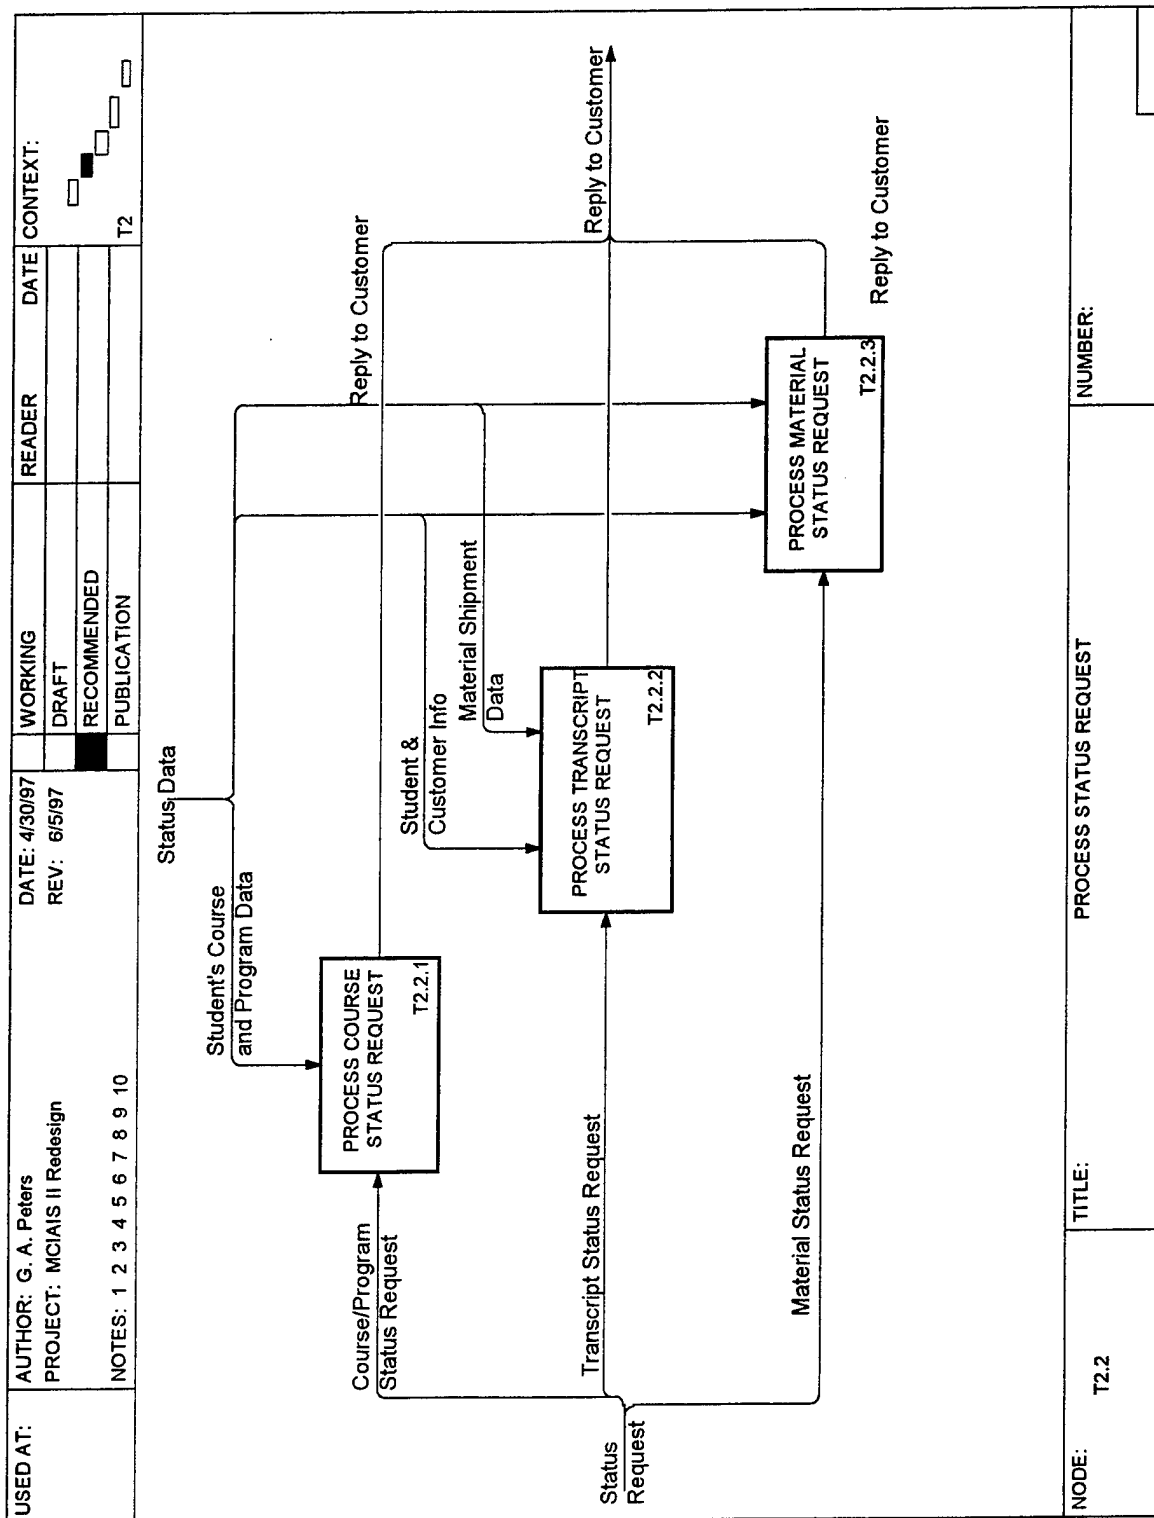 USED AT:
AUTHOR: G. A. Peters
PROJECT: MCIAIS II Redesign
NOTES: 1 2 3 4 5 6 7 8 9 10
DATE: 4/30/97
REV: 6/5/97
WORKING
DRAFT
RECOMMENDED
PUBLICATION
READER
DATE
CONTEXT:
T2
Status Data
Student's Course
and Program Data
PROCESS COURSE
STATUS REQUEST
T2.2.1
Course/Program
Status Request
Reply to Customer
Student &
Customer Info
Material Shipment
Data
PROCESS TRANSCRIPT
STATUS REQUEST
T2.2.2
Transcript Status Request
Reply to Customer
Status
Request
PROCESS MATERIAL
STATUS REQUEST
T2.2.3
Material Status Request
Reply to Customer
NODE:
T2.2
TITLE:
PROCESS STATUS REQUEST
NUMBER: